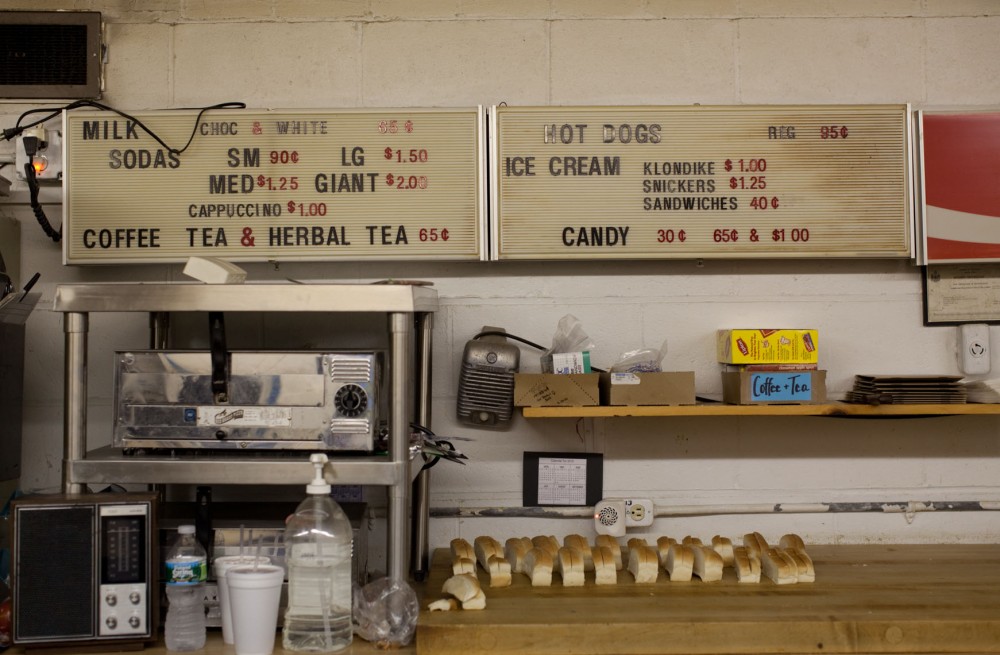 MILK CHOC & WHITE 65¢
SODAS SM 90¢ LG $1.50
MED $1.25 GIANT $2.00
CAPPUCCINO $1.00
COFFEE TEA & HERBAL TEA 65¢
HOT DOGS REG 95¢
ICE CREAM KLONDIKE $1.00
SNICKERS $1.25
SANDWICHES 40¢
CANDY 30¢ 65¢ & $1 00
Coffee + Tea